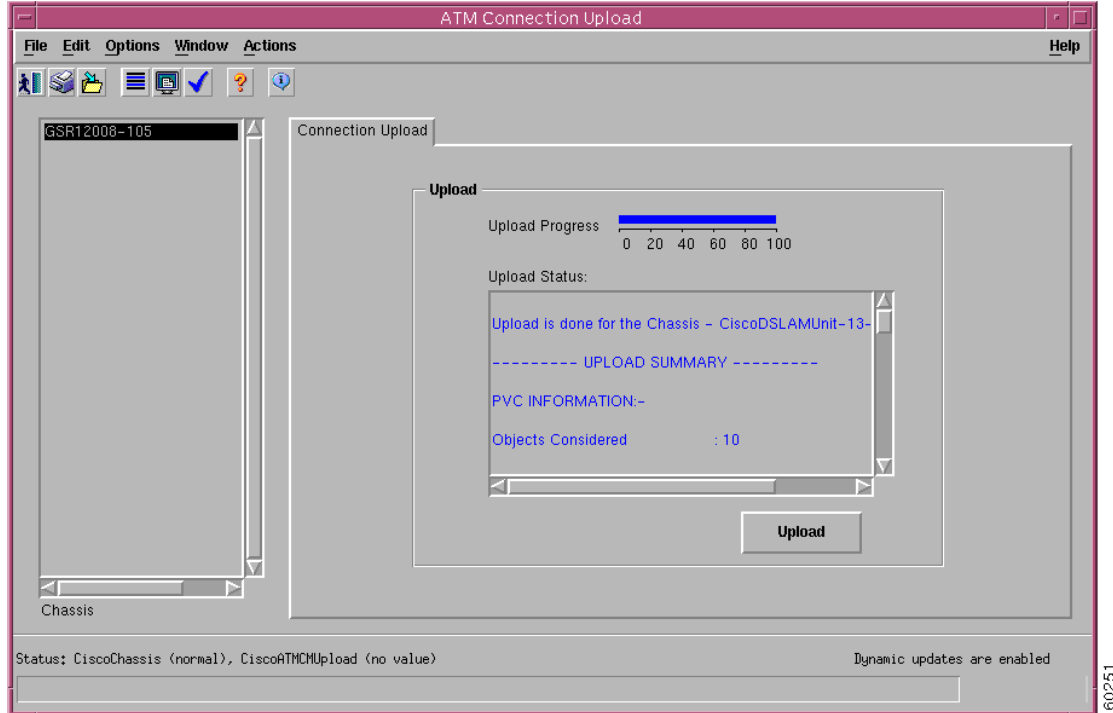 ATM Connection Upload
File Edit Options Window Actions Help
GSR12008-105
Connection Upload
Upload
Upload Progress
0 20 40 60 80 100
Upload Status:
Upload is done for the Chassis - CiscoDSLAMUnit-13-
--------- UPLOAD SUMMARY ---------
PVC INFORMATION:-
Objects Considered : 10
Upload
Chassis
Status: CiscoChassis (normal), CiscoATMCMUpload (no value) Dynamic updates are enabled
60251